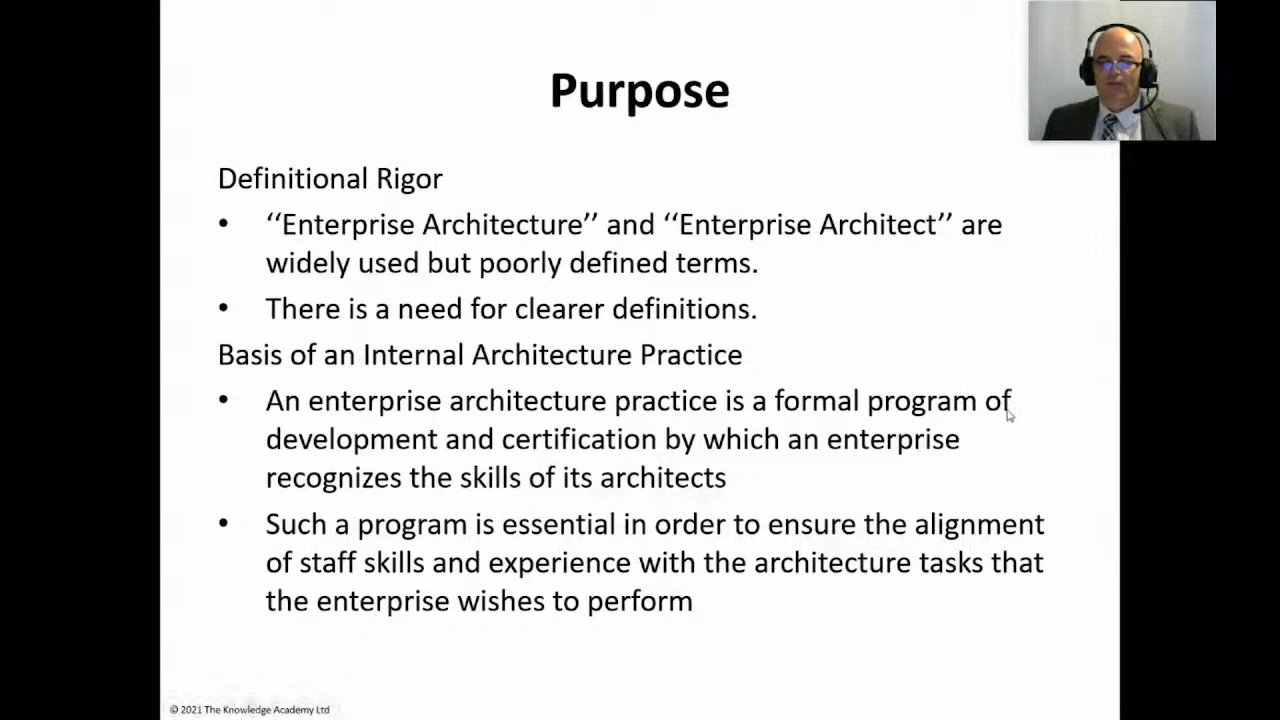 Purpose
Definitional Rigor
• ‘‘Enterprise Architecture’’ and ‘‘Enterprise Architect’’ are
widely used but poorly defined terms.
• There is a need for clearer definitions.
Basis of an Internal Architecture Practice
• An enterprise architecture practice is a formal program of
development and certification by which an enterprise
recognizes the skills of its architects
• Such a program is essential in order to ensure the alignment
of staff skills and experience with the architecture tasks that
the enterprise wishes to perform
© 2021 The Knowledge Academy Ltd